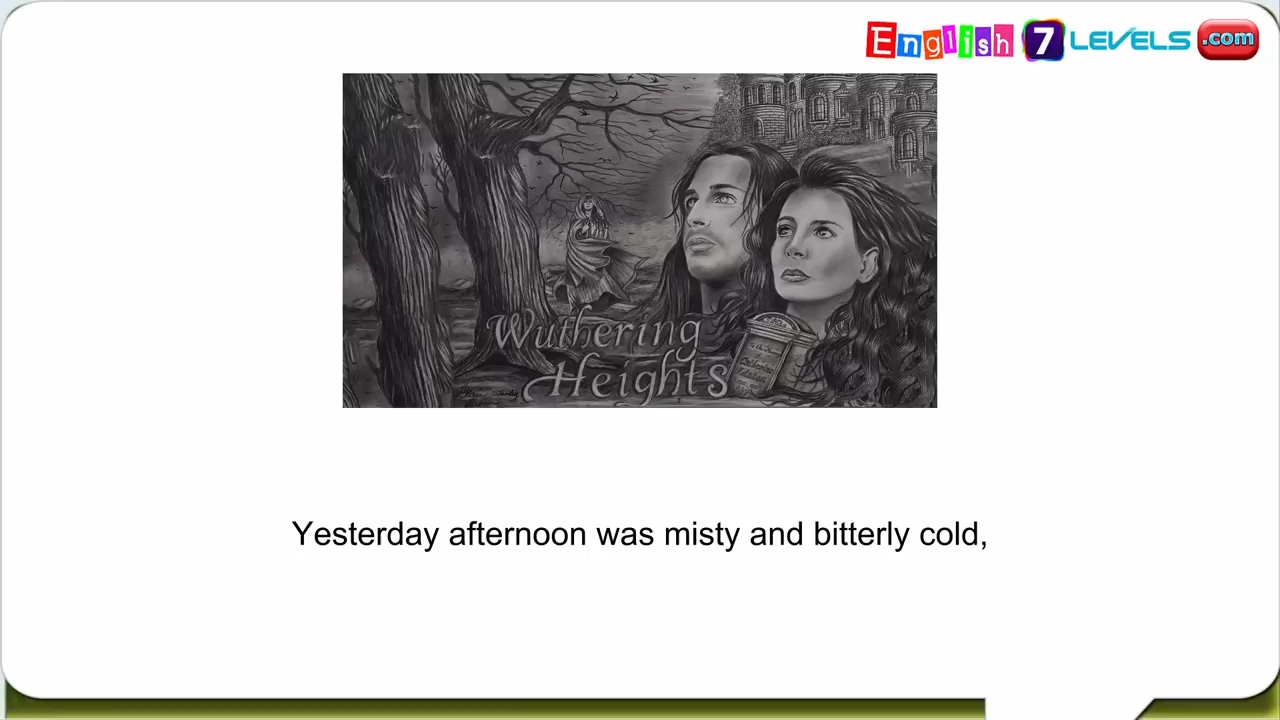 English 7 LEVELS .com
Wuthering
Heights
Yesterday afternoon was misty and bitterly cold,